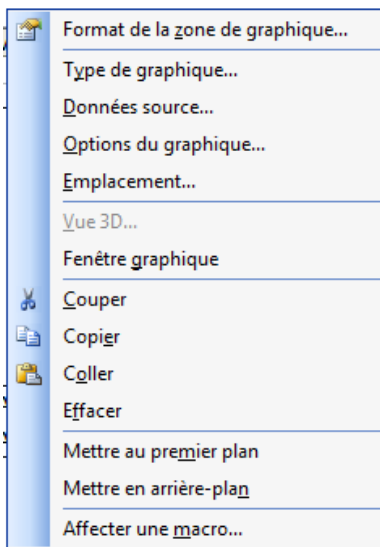 Format de la zone de graphique...
Type de graphique...
Données source...
Options du graphique...
Emplacement...
Vue 3D...
Fenêtre graphique
Couper
Copier
Coller
Effacer
Mettre au premier plan
Mettre en arrière-plan
Affecter une macro...